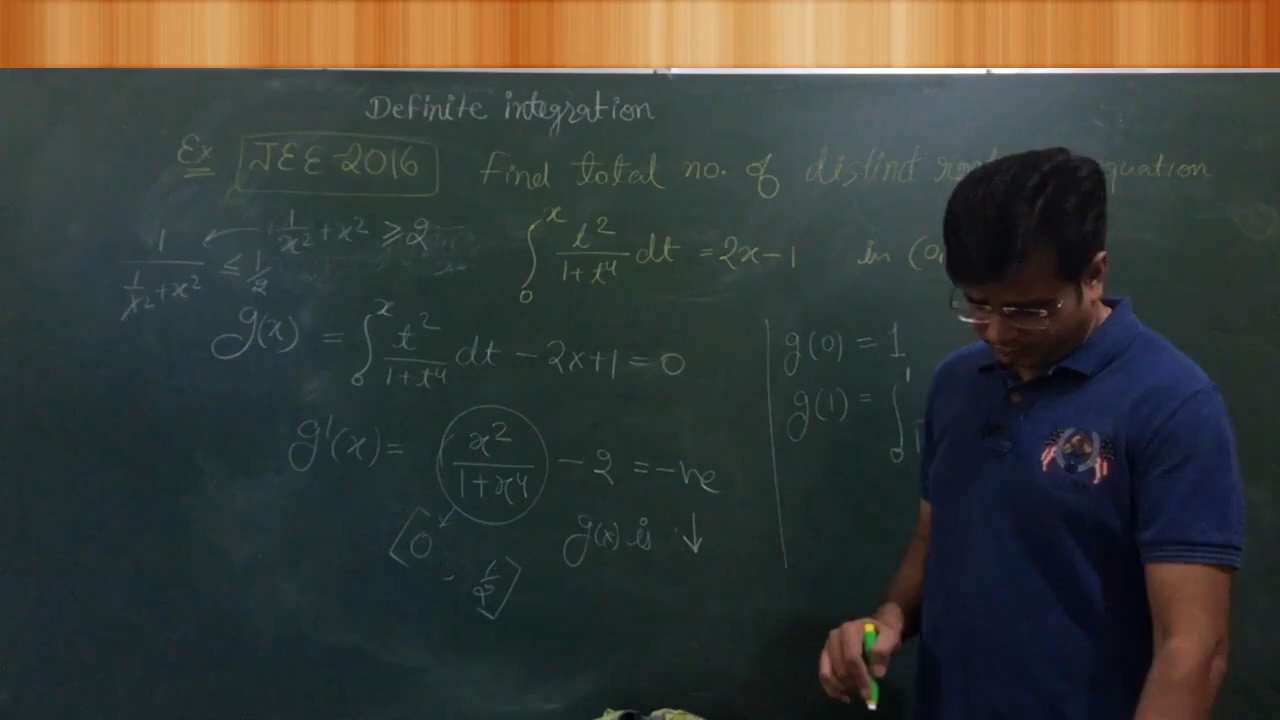 Definite integration
Ex JEE 2016 Find total no. of distinct equation
1/(1/x²+x²) ≤ 1/2
1/x²+x² ≥ 2
∫₀ˣ t²/(1+t⁴) dt = 2x-1 in (0
g(x) = ∫₀ˣ t²/(1+t⁴) dt - 2x+1 = 0
g'(x) = x²/(1+x⁴) - 2 = -ve
0
g(x) is ↓
g(0) = 1
g(1) = ∫₀¹